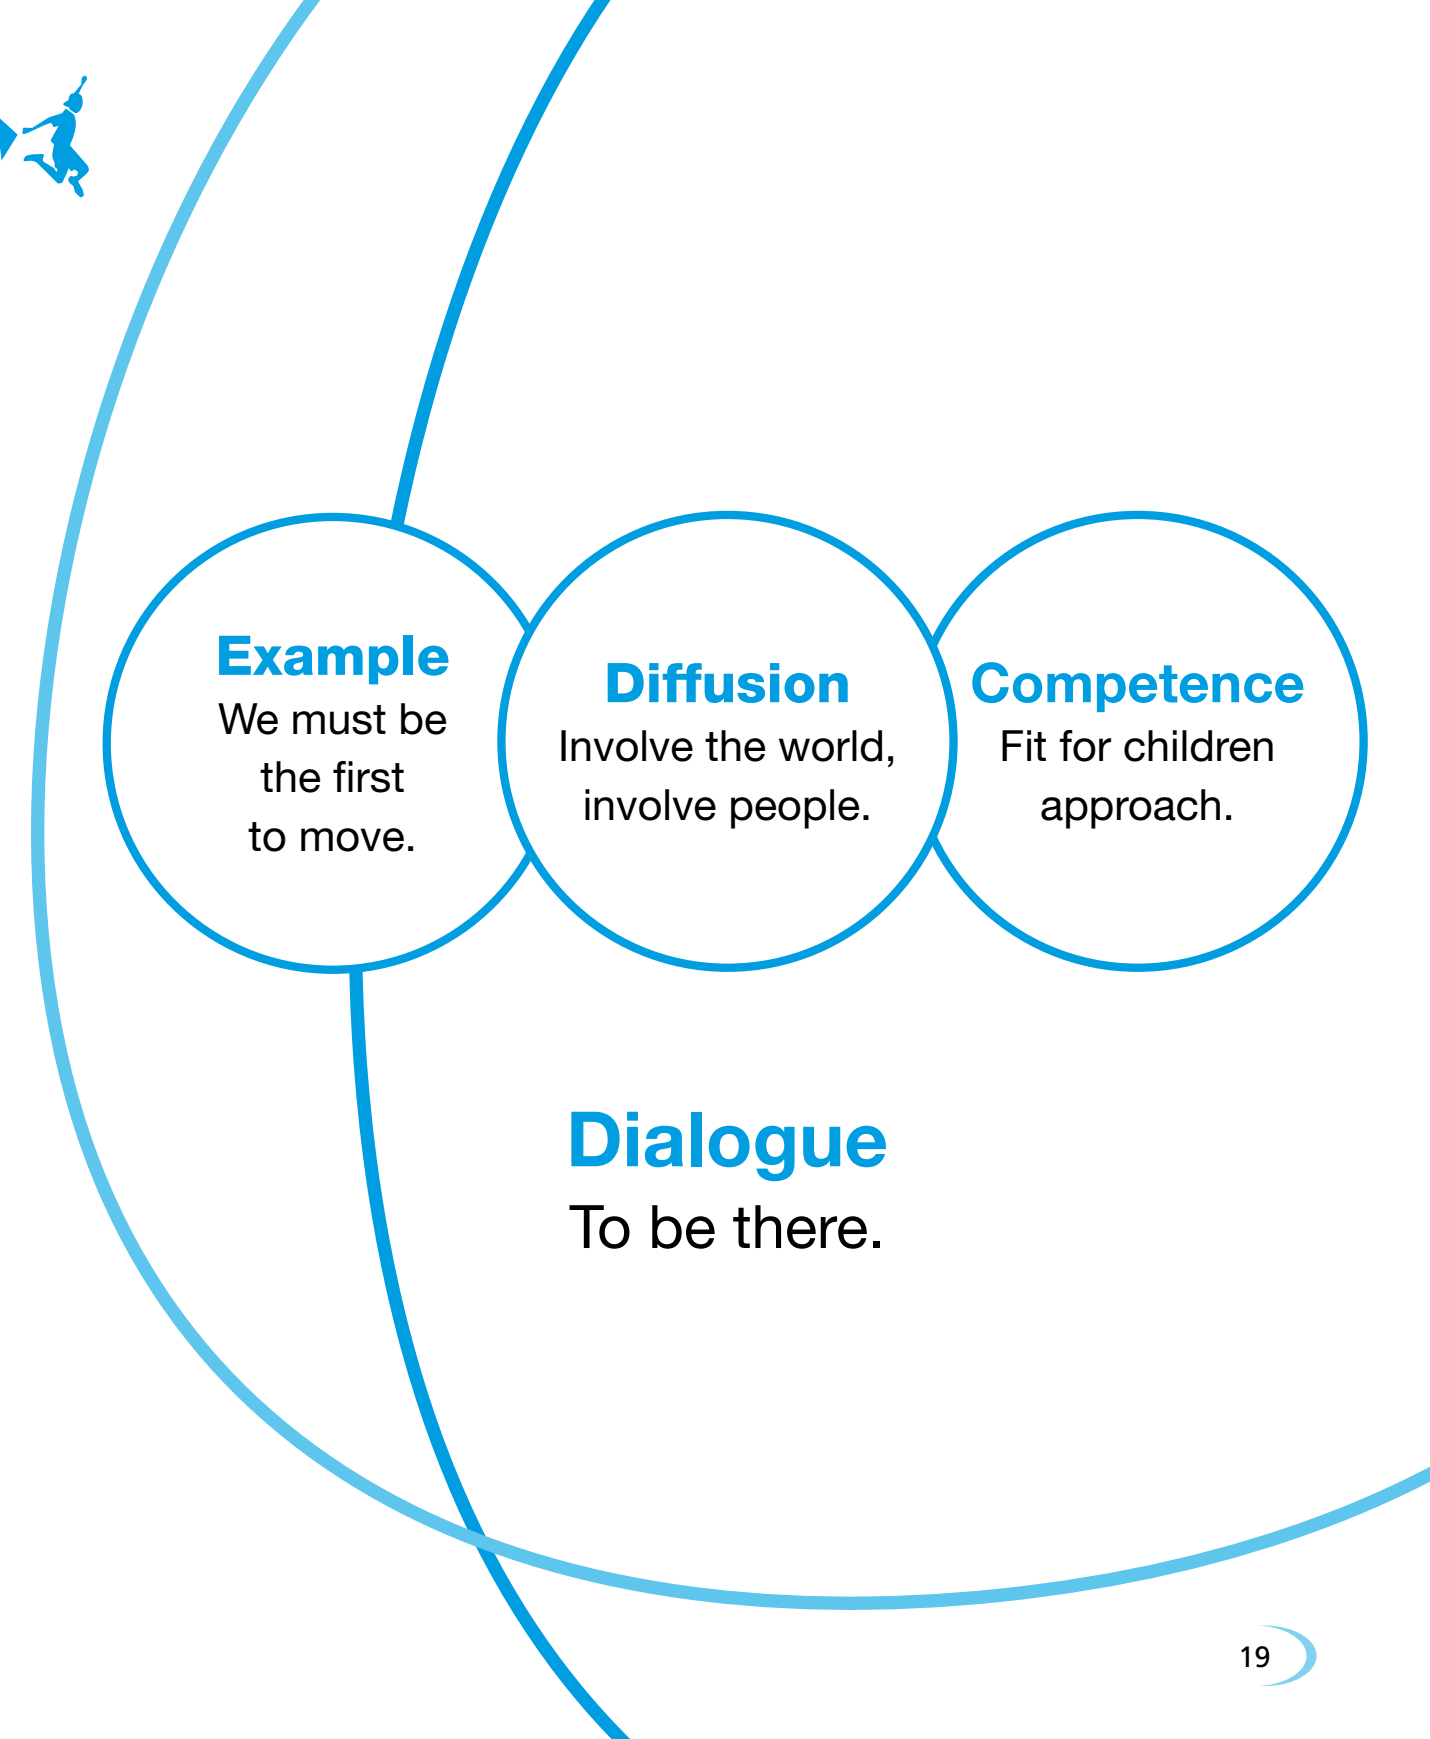 Example
We must be
the first
to move.
Diffusion
Involve the world,
involve people.
Competence
Fit for children
approach.
Dialogue
To be there.
19